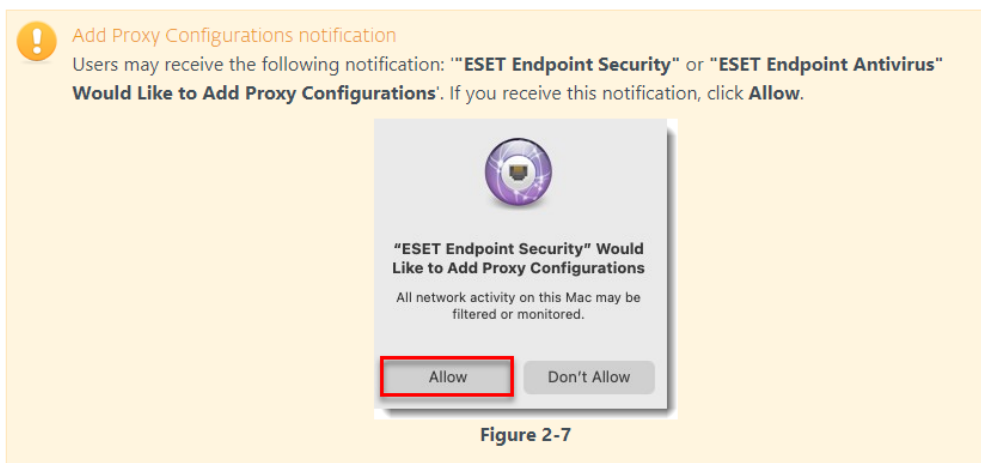 Add Proxy Configurations notification
Users may receive the following notification: '"ESET Endpoint Security" or "ESET Endpoint Antivirus"
Would Like to Add Proxy Configurations'. If you receive this notification, click Allow.
“ESET Endpoint Security” Would
Like to Add Proxy Configurations
All network activity on this Mac may be
filtered or monitored.
Allow
Don’t Allow
Figure 2-7